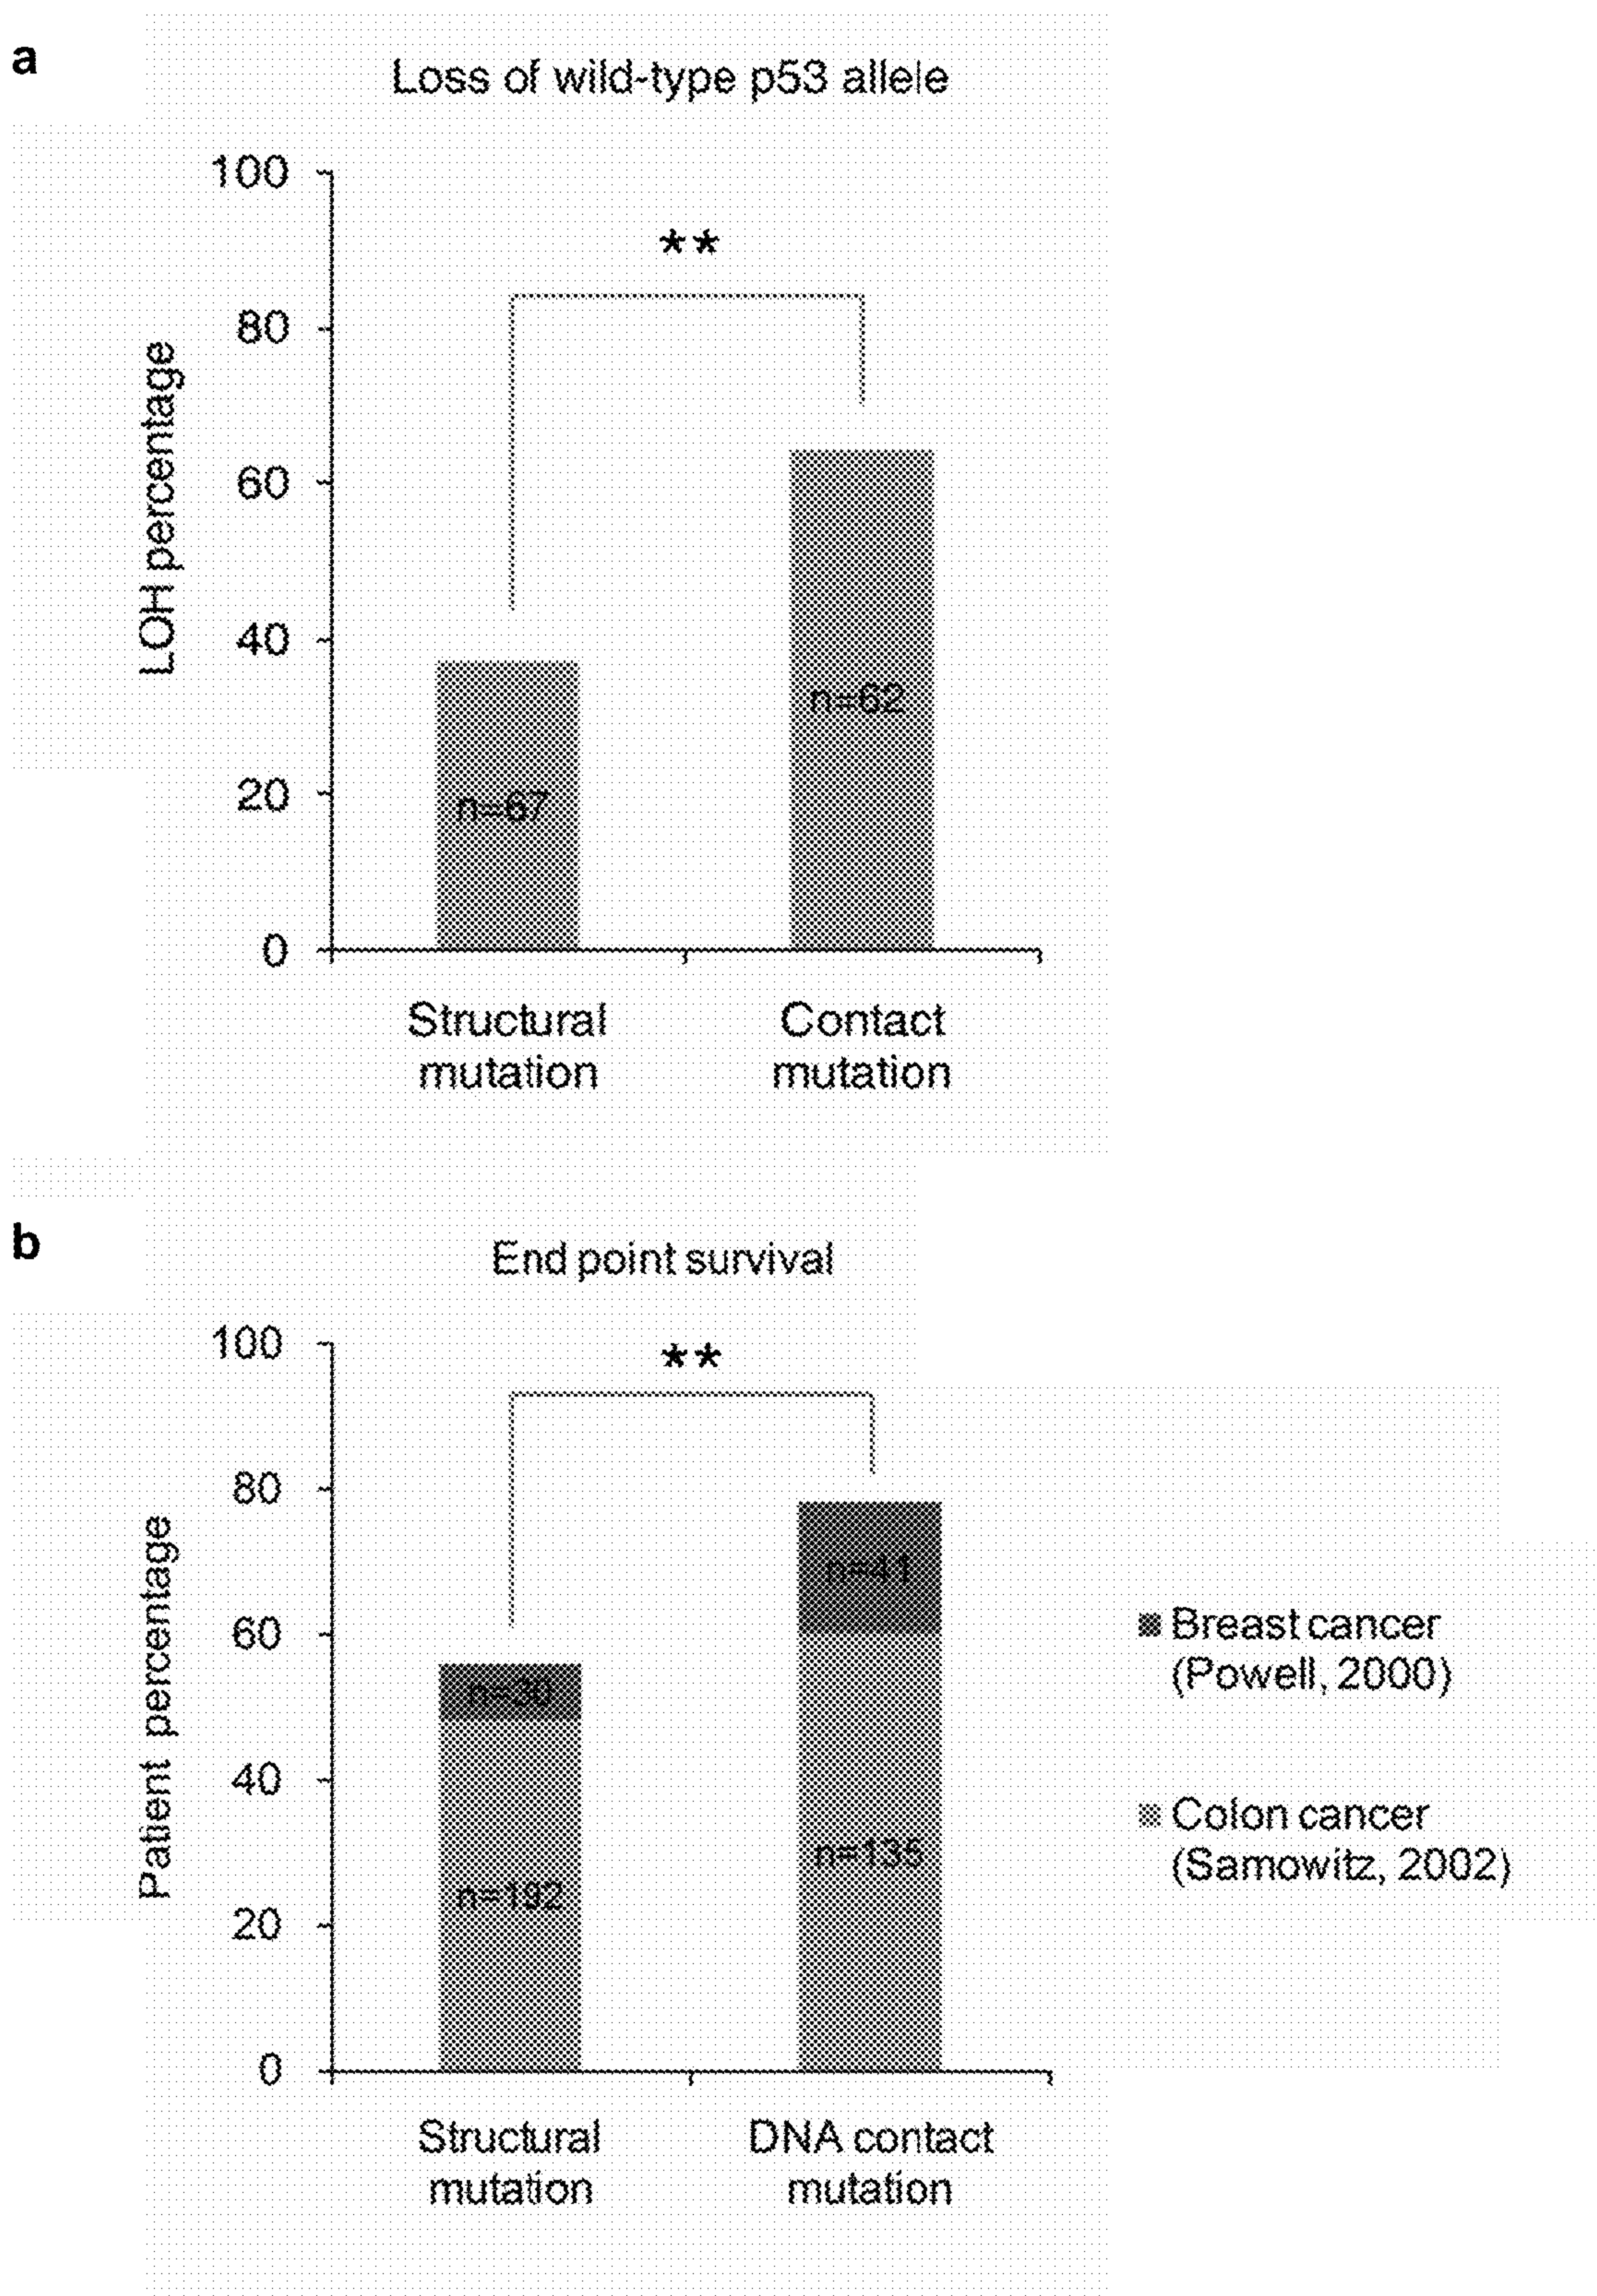 a
Loss of wild-type p53 allele
100
**
80
LOH percentage
60
40
n=62
20
n=67
0
Structural
mutation
Contact
mutation
b
End point survival
100
**
80
n=41
Patient percentage
60
Breast cancer
(Powell, 2000)
n=30
40
Colon cancer
(Samowitz, 2002)
n=135
n=192
20
0
Structural
mutation
DNA contact
mutation